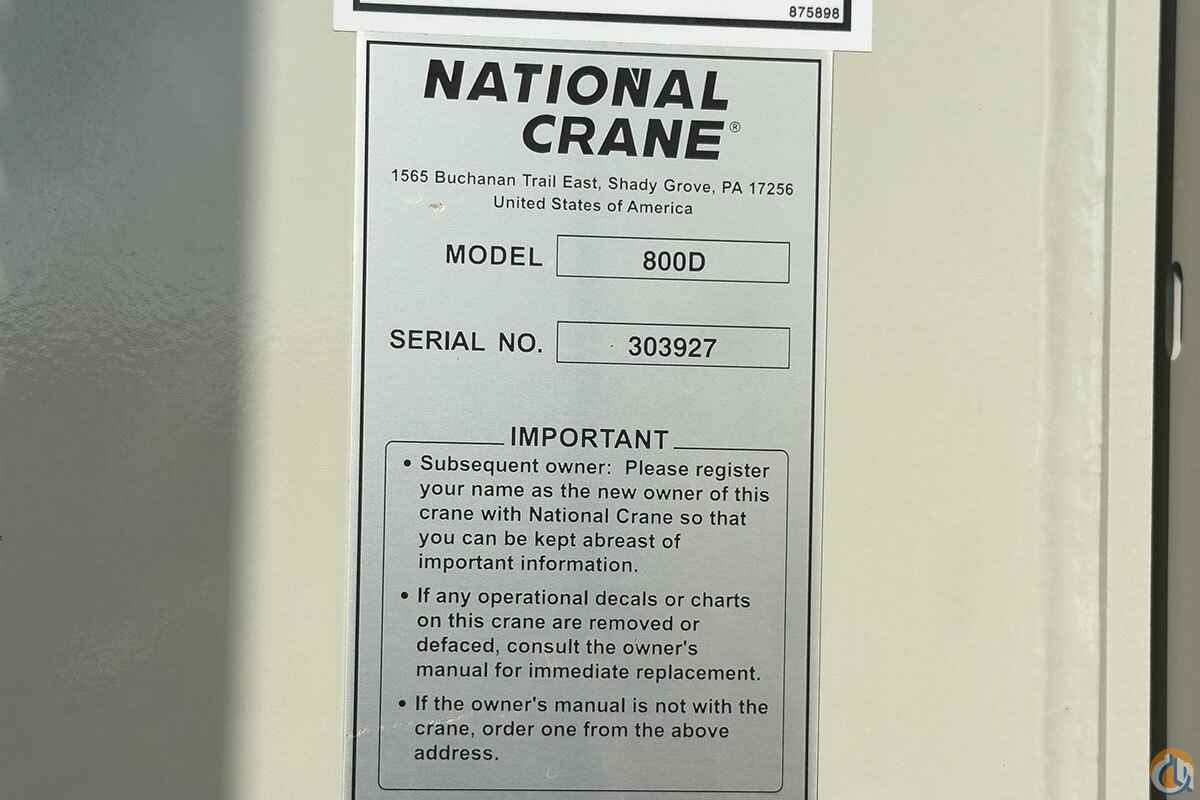 875898
NATIONAL
CRANE®
1565 Buchanan Trail East, Shady Grove, PA 17256
United States of America
MODEL 800D
SERIAL NO. 303927
IMPORTANT
• Subsequent owner: Please register
your name as the new owner of this
crane with National Crane so that
you can be kept abreast of
important information.
• If any operational decals or charts
on this crane are removed or
defaced, consult the owner's
manual for immediate replacement.
• If the owner's manual is not with the
crane, order one from the above
address.